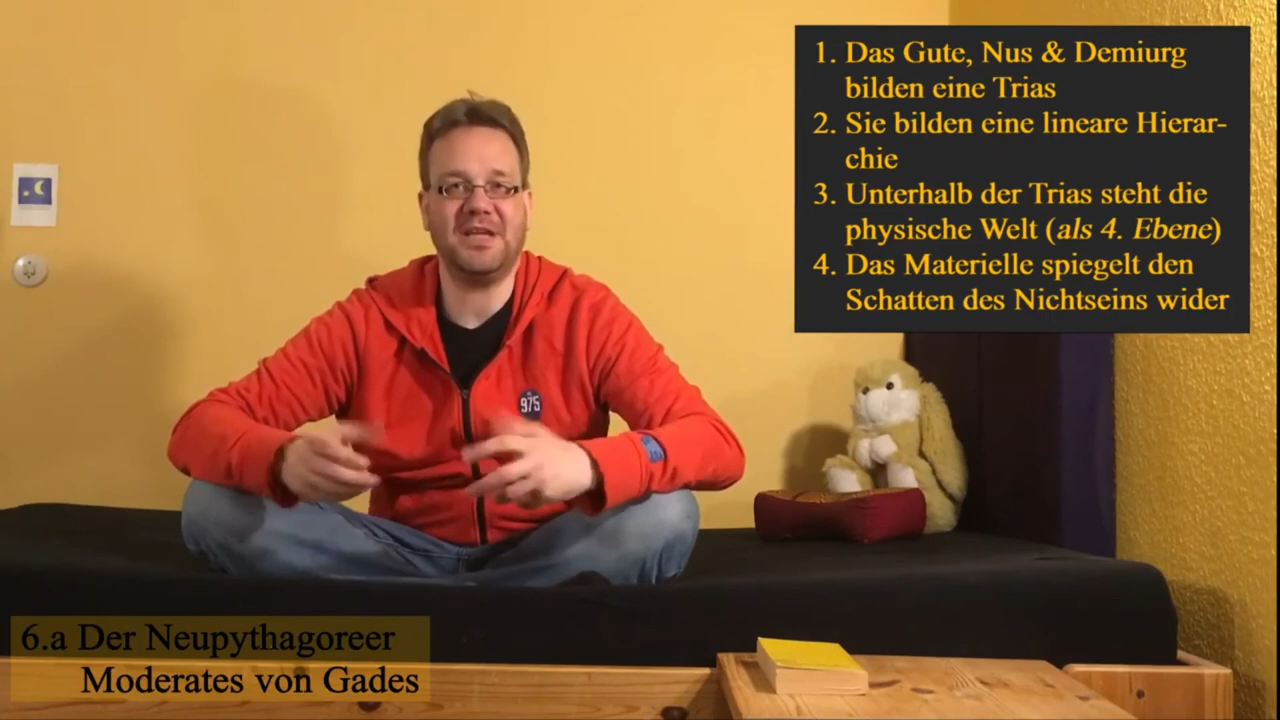 1. Das Gute, Nus & Demiurg
bilden eine Trias
2. Sie bilden eine lineare Hierar-
chie
3. Unterhalb der Trias steht die
physische Welt (als 4. Ebene)
4. Das Materielle spiegelt den
Schatten des Nichtseins wider
975
6.a Der Neupythagoreer
Moderates von Gades